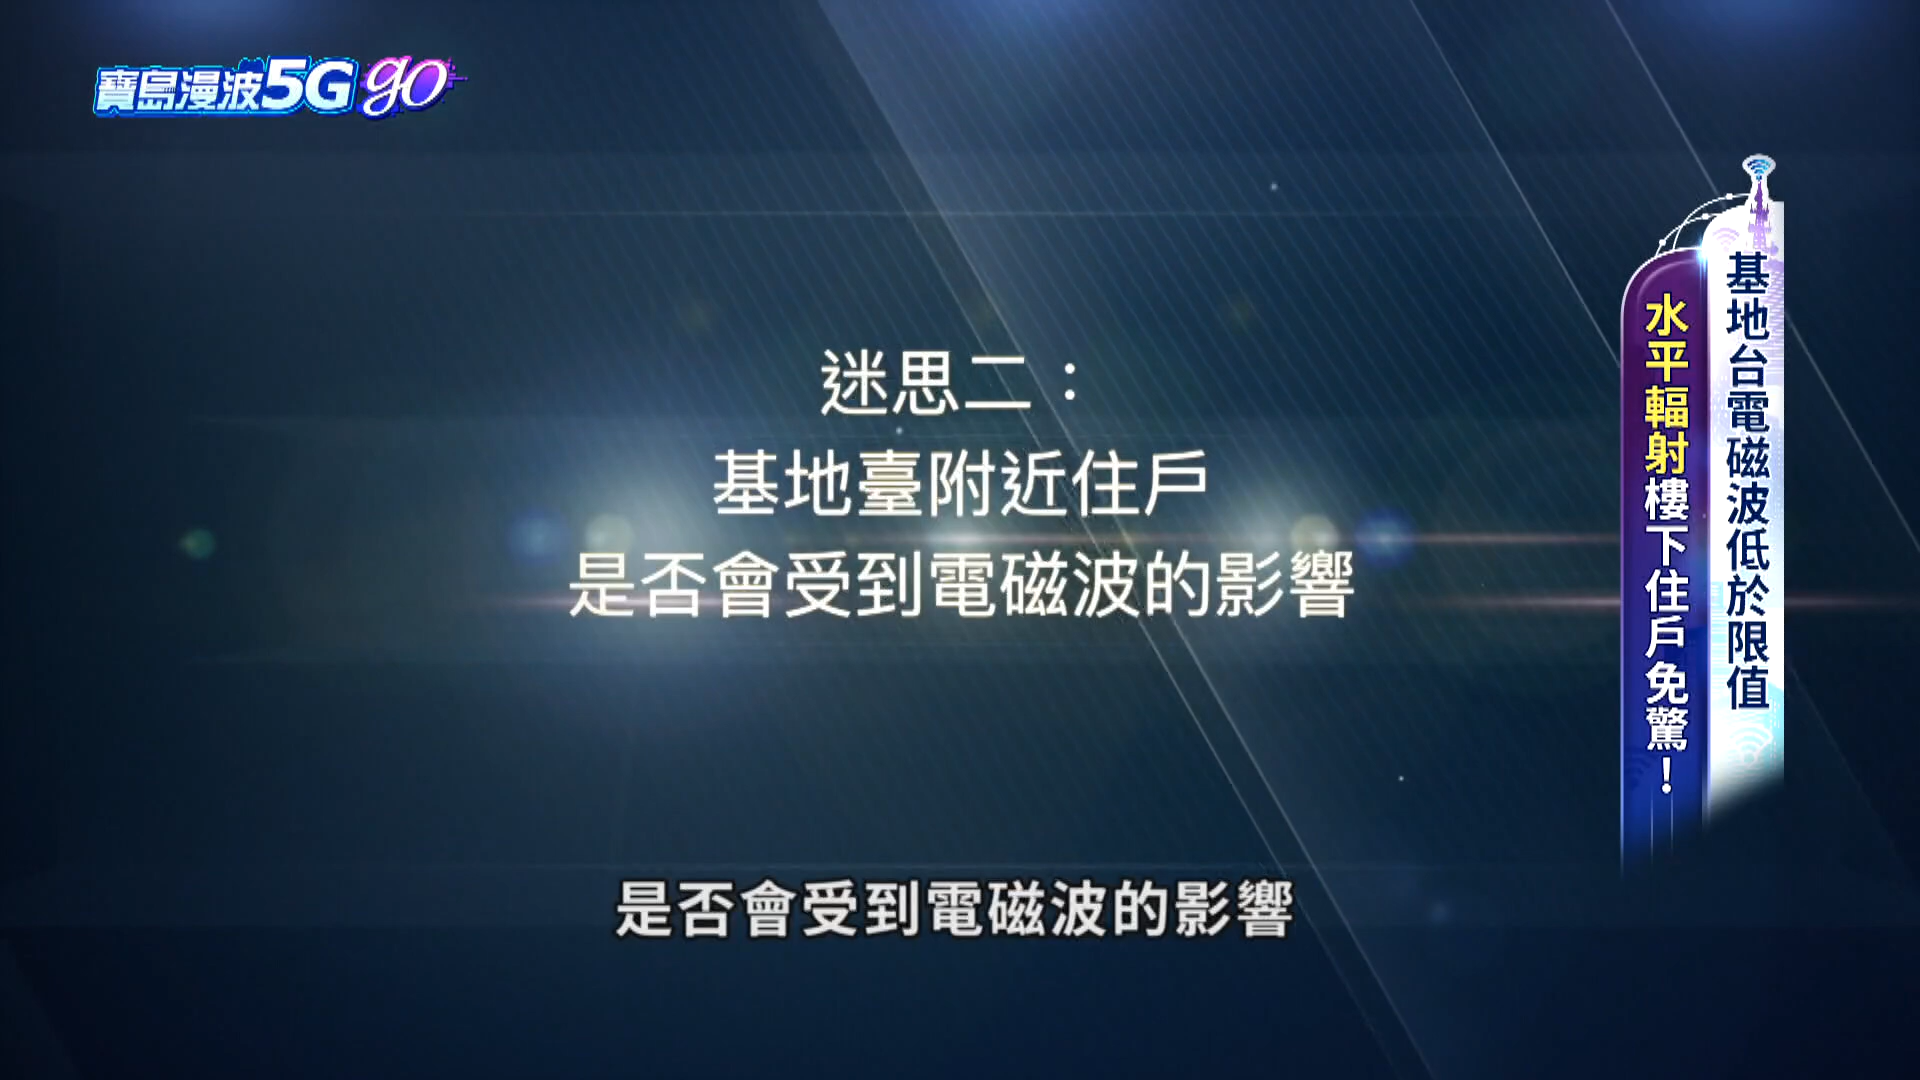 寶島漫波5G go
迷思二：
基地臺附近住戶
是否會受到電磁波的影響
基地台電磁波低於限值
水平輻射樓下住戶免驚！
是否會受到電磁波的影響